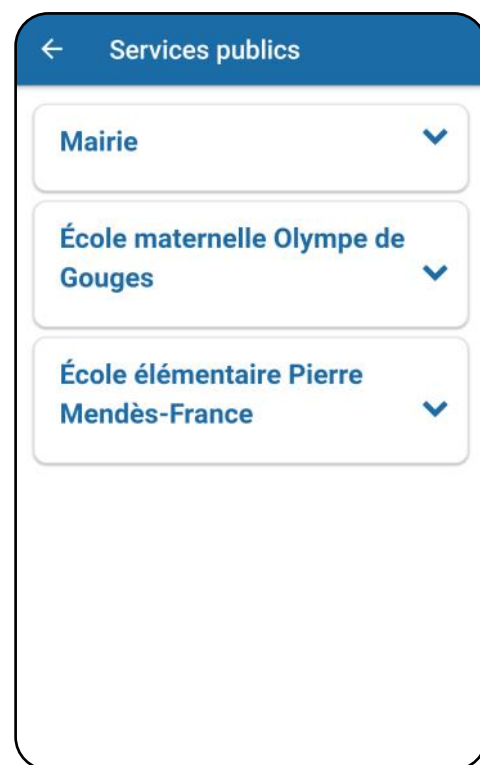 Services publics
Mairie
École maternelle Olympe de
Gouges
École élémentaire Pierre
Mendès-France